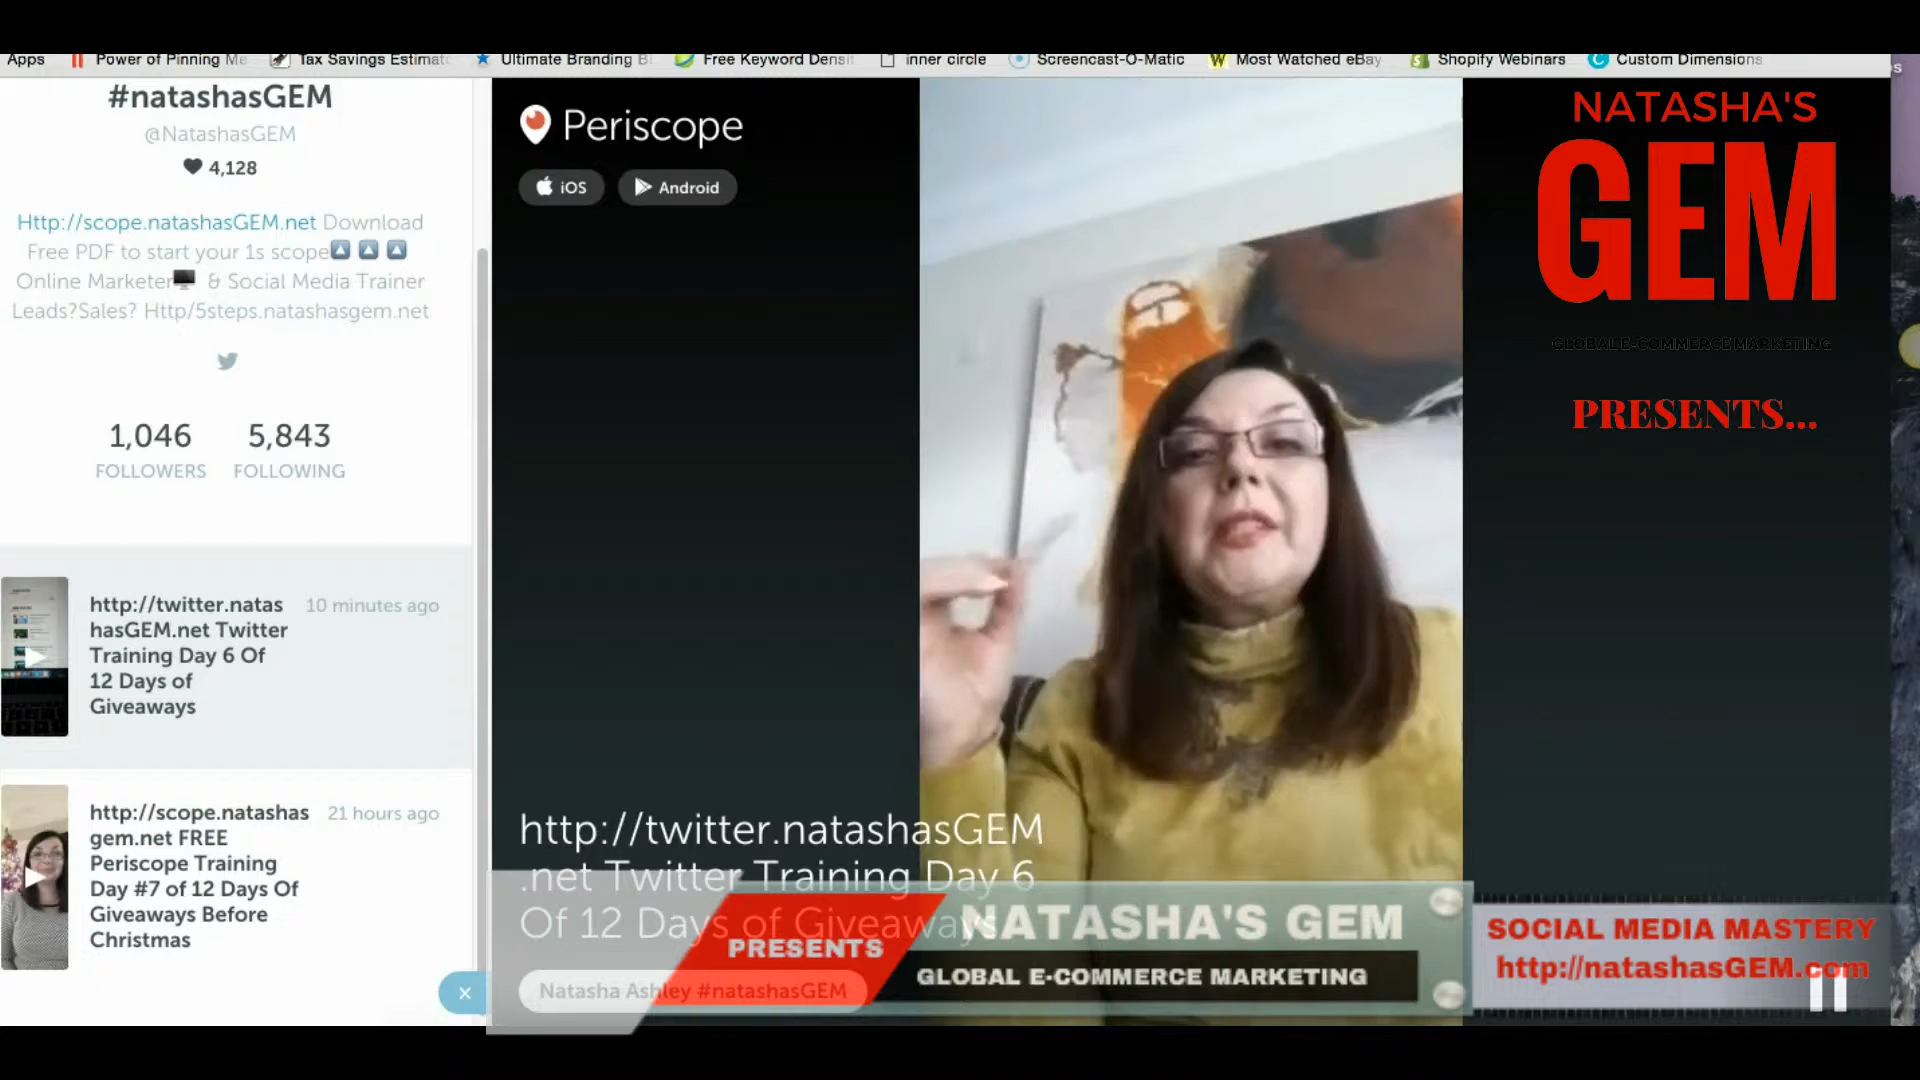 Apps Power of Pinning Me Tax Savings Estimat Ultimate Branding B Free Keyword Densit inner circle Screencast-O-Matic Most Watched eBay Shopify Webinars Custom Dimensions
#natashasGEM
@NatashasGEM
4,128
Http://scope.natashasGEM.net Download
Free PDF to start your 1s scope
Online Marketer & Social Media Trainer
Leads?Sales? Http/5steps.natashasgem.net
1,046 5,843
FOLLOWERS FOLLOWING
http://twitter.natas 10 minutes ago
hasGEM.net Twitter
Training Day 6 Of
12 Days of
Giveaways
http://scope.natashas 21 hours ago
gem.net FREE
Periscope Training
Day #7 of 12 Days Of
Giveaways Before
Christmas
Periscope
iOS Android
http://twitter.natashasGEM
.net Twitter Training Day 6
Of 12 Days of Giveaways
Natasha Ashley #natashasGEM
PRESENTS
NATASHA'S GEM
GLOBAL E-COMMERCE MARKETING
NATASHA'S
GEM
GLOBAL E-COMMERCE MARKETING
PRESENTS...
SOCIAL MEDIA MASTERY
http://natashasGEM.com